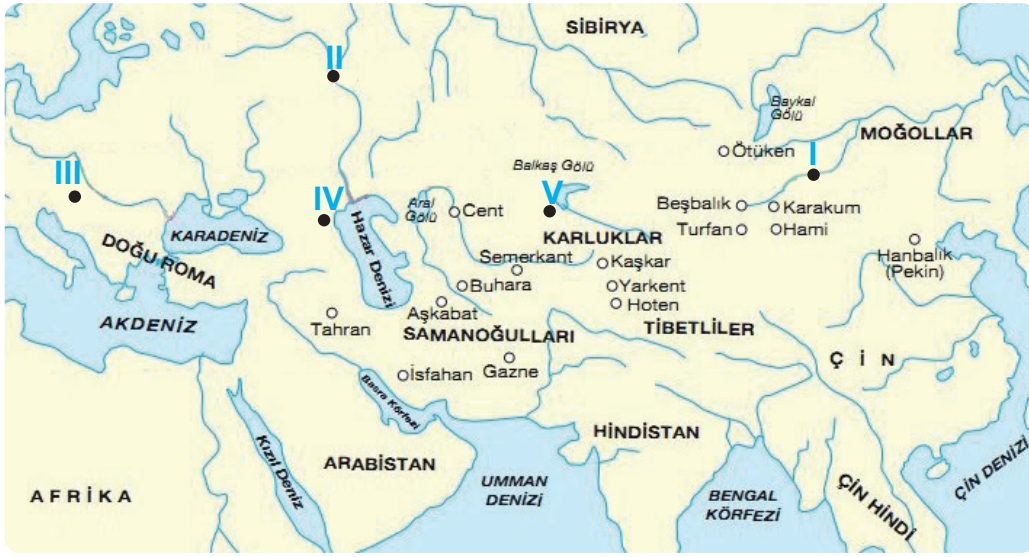 SİBİRYA
II
Baykal
Gölü
MOĞOLLAR
Ötüken
I
III
Balkaş Gölü
IV
V
Aral
Gölü
Cent
Beşbalık
Karakum
KARADENİZ
Hazar Denizi
KARLUKLAR
Turfan
Hami
DOĞU ROMA
Semerkant
Kaşkar
Hanbalık
(Pekin)
Buhara
Yarkent
Aşkabat
Hoten
AKDENİZ
Tahran
SAMANOĞULLARI
TİBETLİLER
İsfahan
Gazne
ÇİN
Basra Körfezi
Kızıl Deniz
ARABİSTAN
HİNDİSTAN
UMMAN
DENİZİ
BENGAL
KÖRFEZİ
ÇİN HİNDİ
ÇİN DENİZİ
AFRİKA